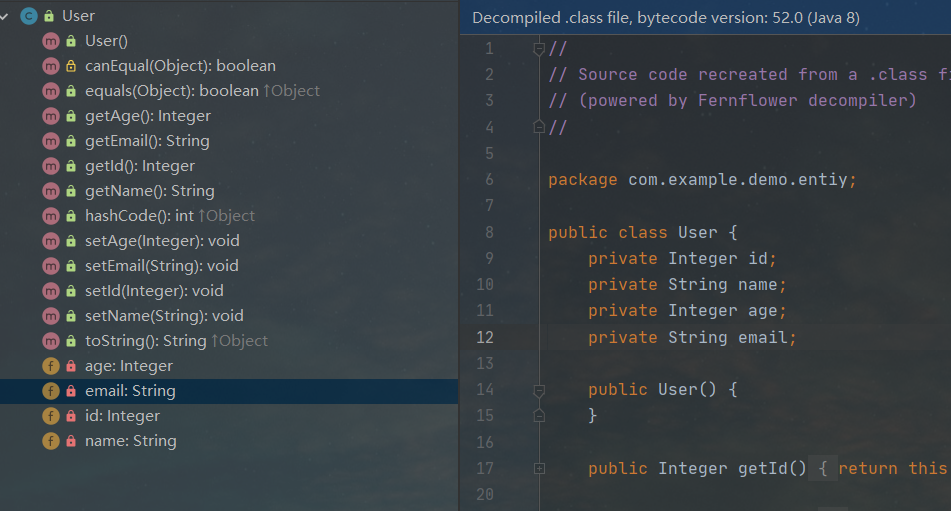 User
User()
canEqual(Object): boolean
equals(Object): boolean ↑Object
getAge(): Integer
getEmail(): String
getId(): Integer
getName(): String
hashCode(): int ↑Object
setAge(Integer): void
setEmail(String): void
setId(Integer): void
setName(String): void
toString(): String ↑Object
age: Integer
email: String
id: Integer
name: String
Decompiled .class file, bytecode version: 52.0 (Java 8)
1 //
2 // Source code recreated from a .class fi
3 // (powered by Fernflower decompiler)
4 //
5
6 package com.example.demo.entiy;
7
8 public class User {
9 private Integer id;
10 private String name;
11 private Integer age;
12 private String email;
13
14 public User() {
15 }
16
17 public Integer getId() { return this
20